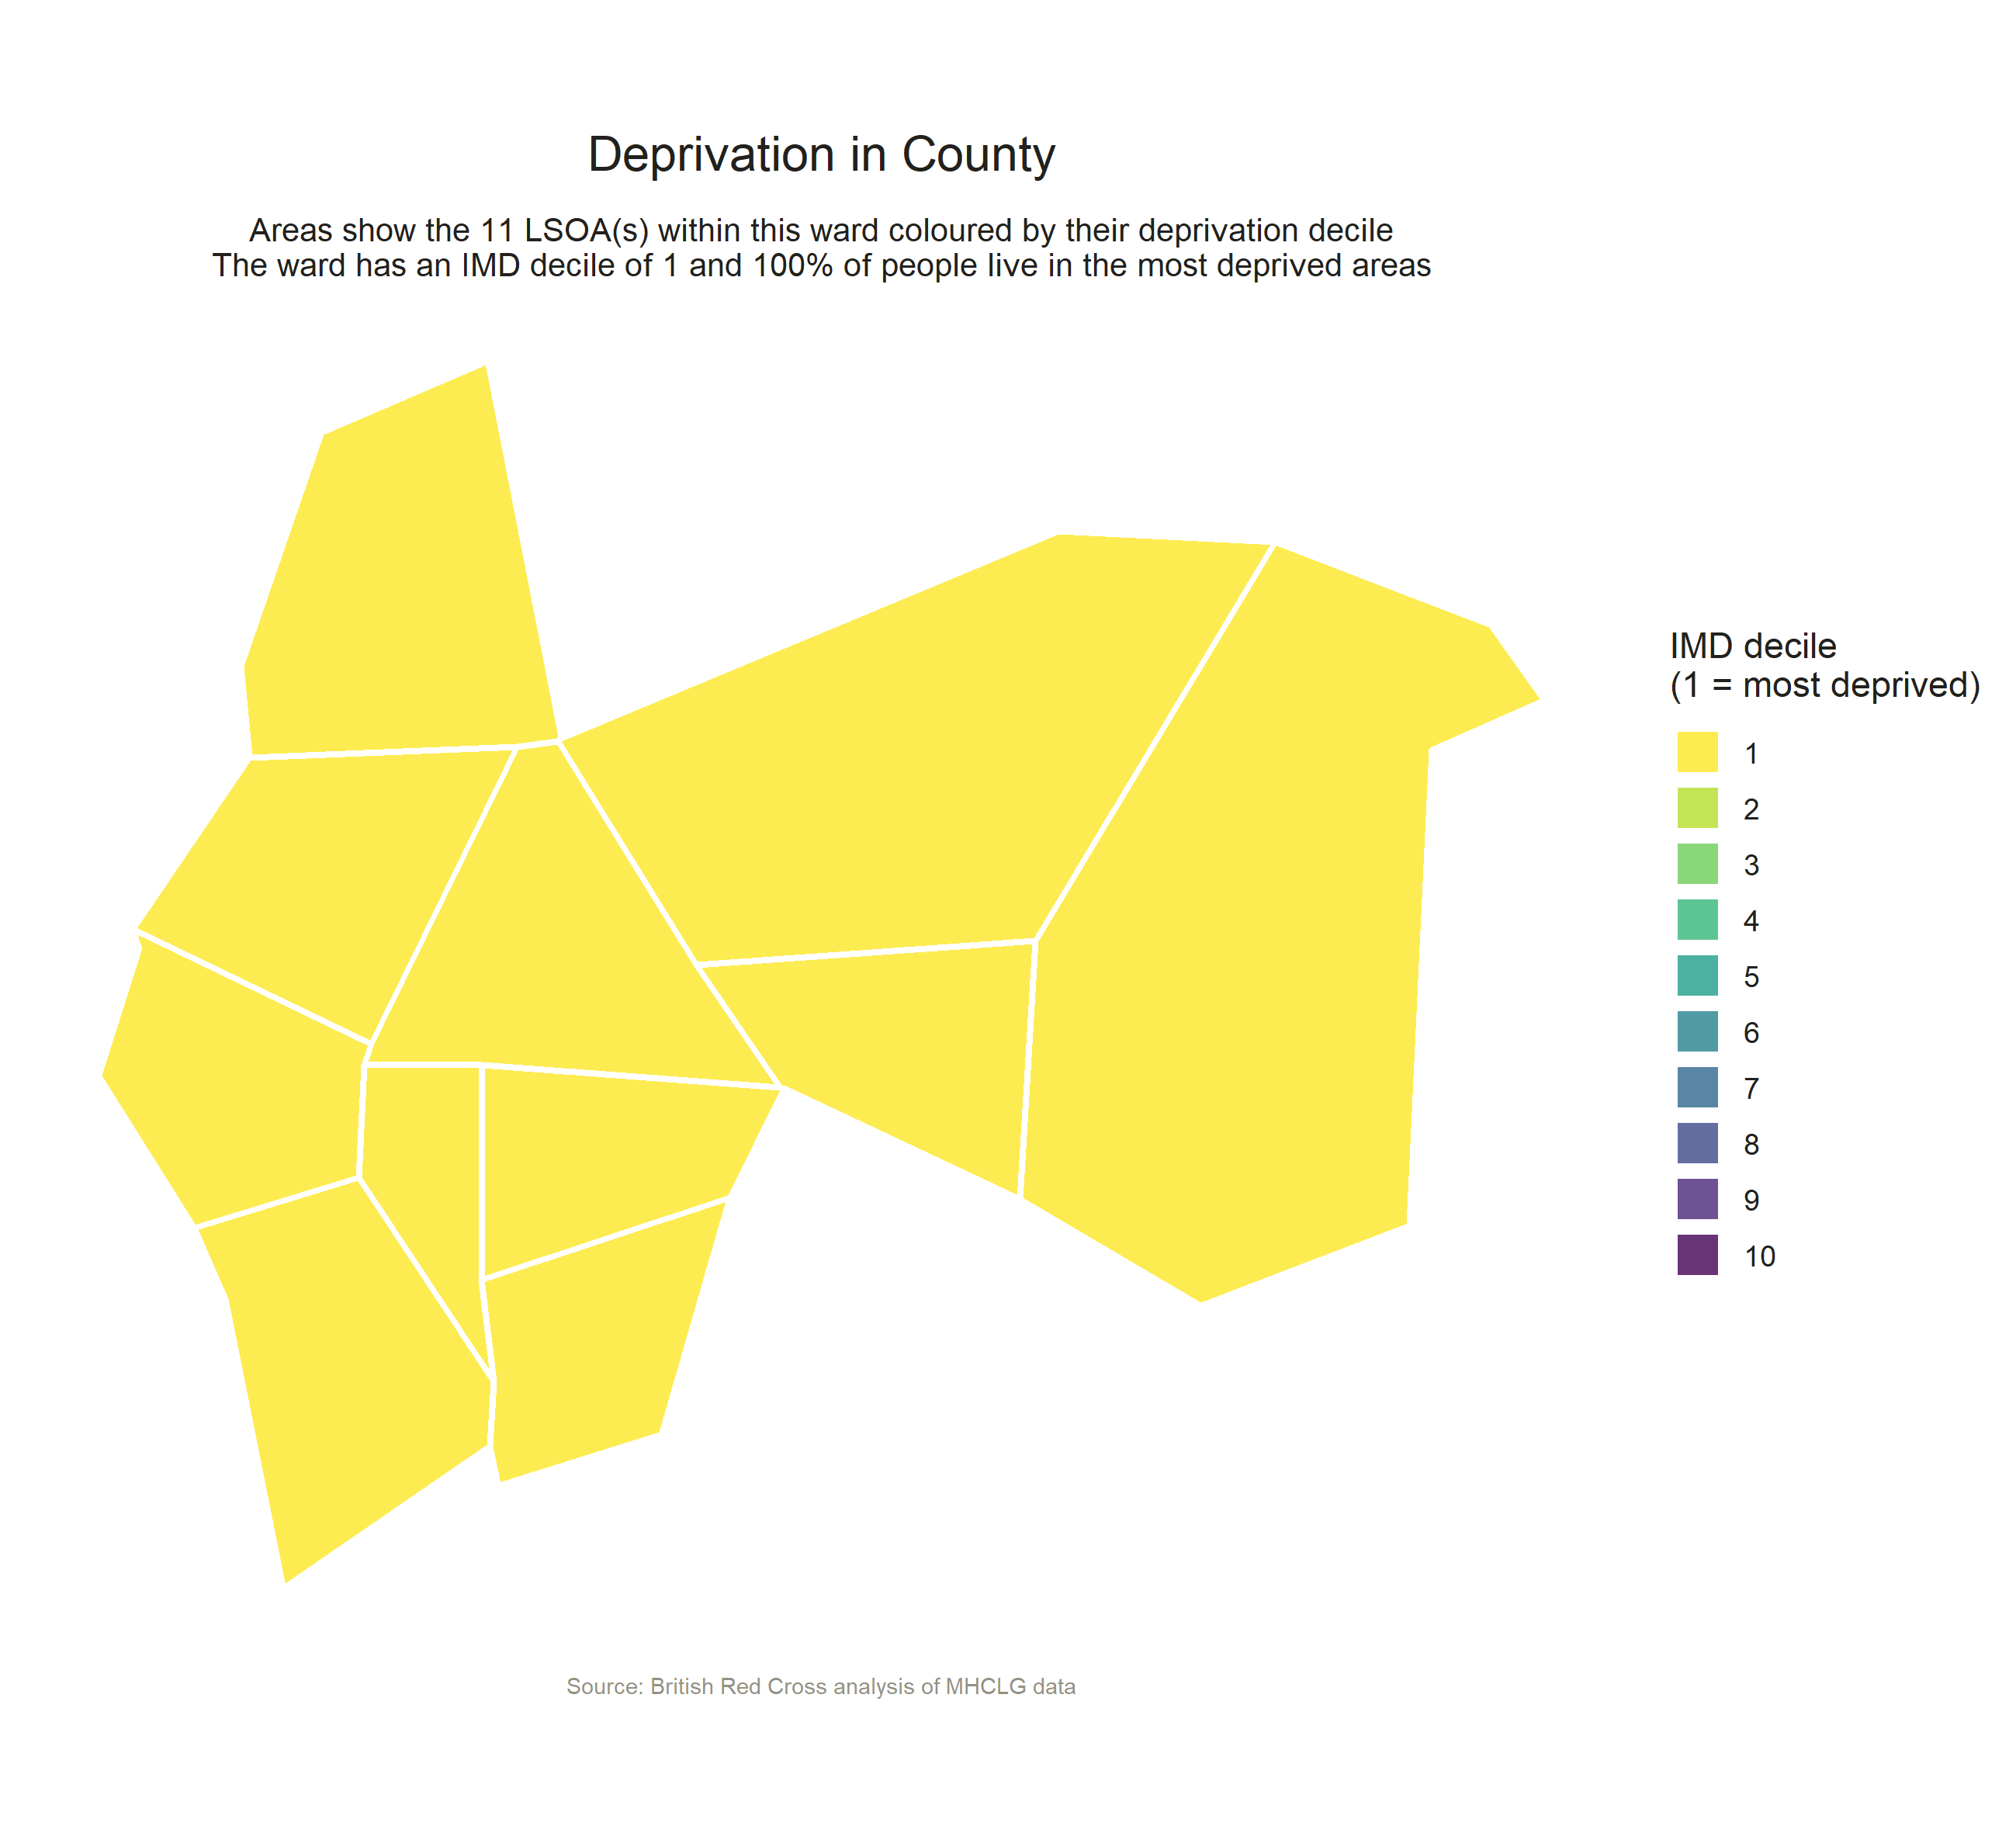 Deprivation in County
Areas show the 11 LSOA(s) within this ward coloured by their deprivation decile
The ward has an IMD decile of 1 and 100% of people live in the most deprived areas
IMD decile
(1 = most deprived)
1
2
3
4
5
6
7
8
9
10
Source: British Red Cross analysis of MHCLG data